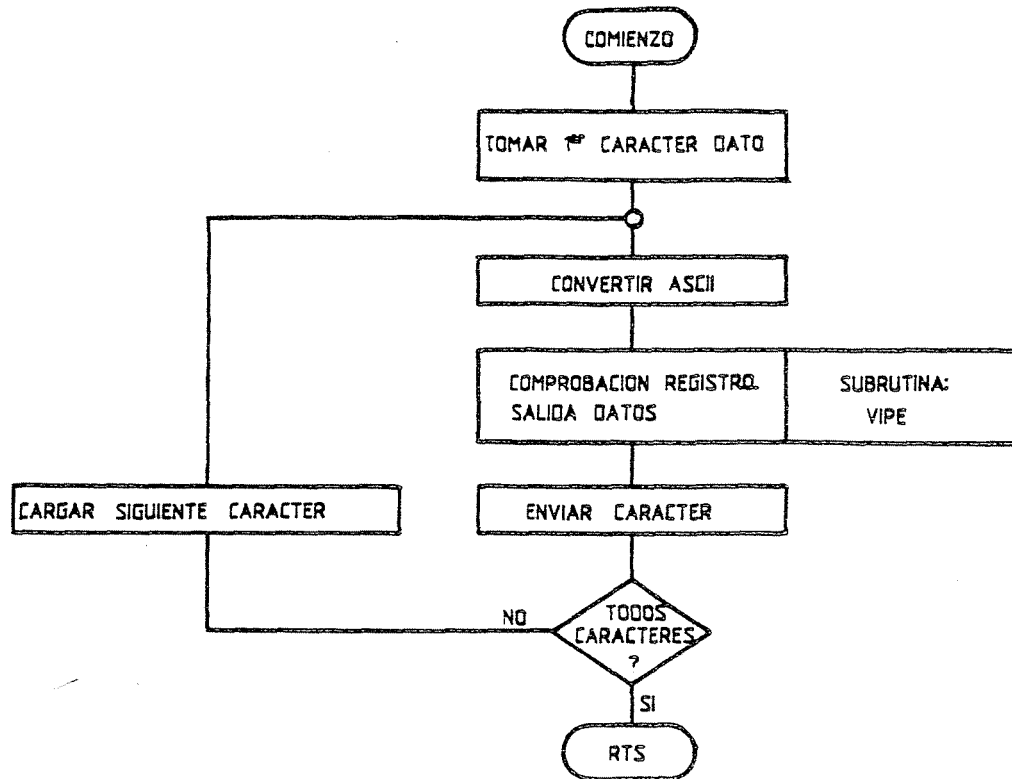 COMIENZO
TOMAR 1er CARACTER DATO
CONVERTIR ASCII
COMPROBACION REGISTRO.
SALIDA DATOS
SUBRUTINA:
VIPE
CARGAR SIGUIENTE CARACTER
ENVIAR CARACTER
NO
TODOS
CARACTERES
?
SI
RTS